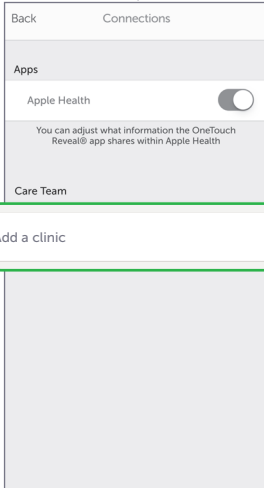 Back Connections
Apps
Apple Health
You can adjust what information the OneTouch
Reveal® app shares within Apple Health
Care Team
Add a clinic